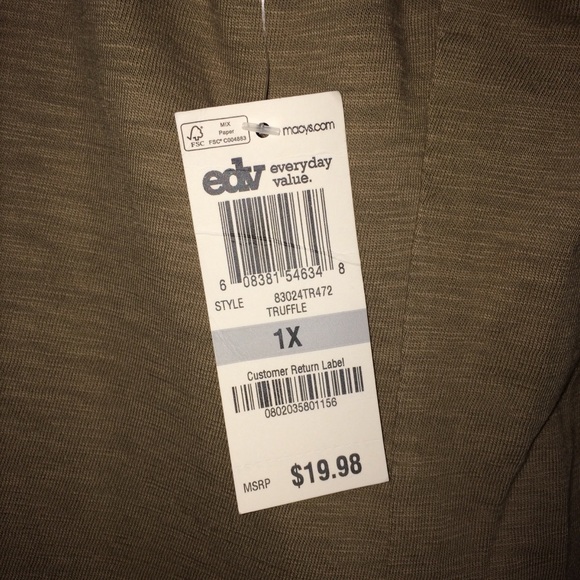 MIX
Paper
FSC
FSC® C004883
macys.com
edv everyday
value.
6 08381 54634 8
STYLE 83024TR472
TRUFFLE
1X
Customer Return Label
0802035801156
MSRP $19.98